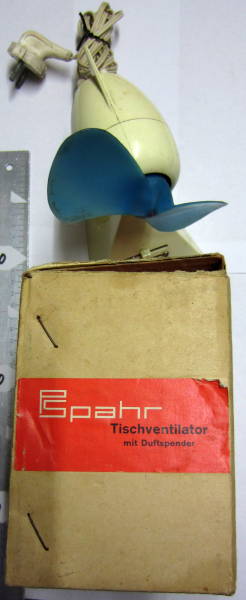 Spahr
Tischventilator
mit Duftspender